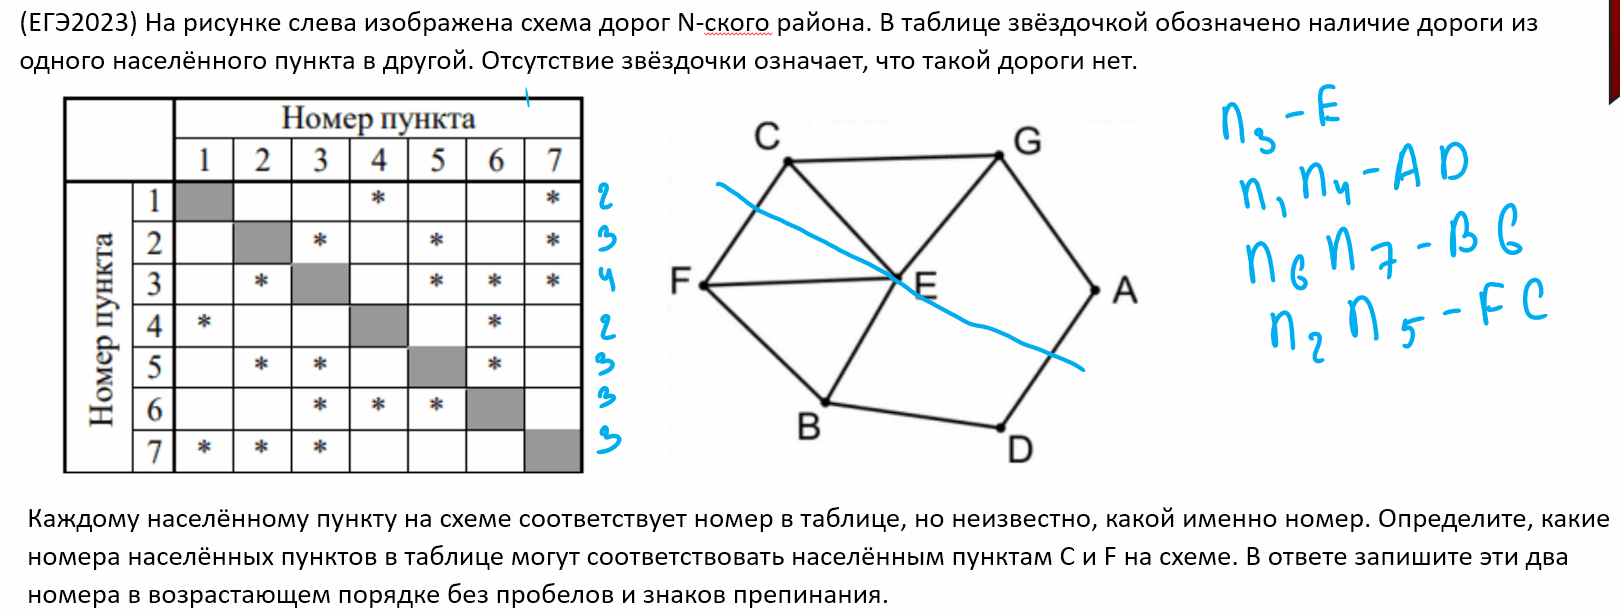 (ЕГЭ2023) На рисунке слева изображена схема дорог N-ского района. В таблице звёздочкой обозначено наличие дороги из
одного населённого пункта в другой. Отсутствие звёздочки означает, что такой дороги нет.
Номер пункта
1 2 3 4 5 6 7
Номер пункта
1 * * 2
2 * * * 3
3 * * * * 4
4 * * 2
5 * * * 3
6 * * * 3
7 * * * 3
C
G
F
E
A
B
D
n3 - E
n1 n4 - A D
n6 n7 - B G
n2 n5 - F C
Каждому населённому пункту на схеме соответствует номер в таблице, но неизвестно, какой именно номер. Определите, какие
номера населённых пунктов в таблице могут соответствовать населённым пунктам C и F на схеме. В ответе запишите эти два
номера в возрастающем порядке без пробелов и знаков препинания.